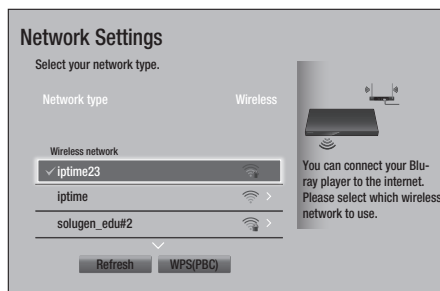 Network Settings
Select your network type.
Network type Wireless
Wireless network
iptime23
iptime
solugen_edu#2
Refresh WPS(PBC)
You can connect your Blu-
ray player to the internet.
Please select which wireless
network to use.